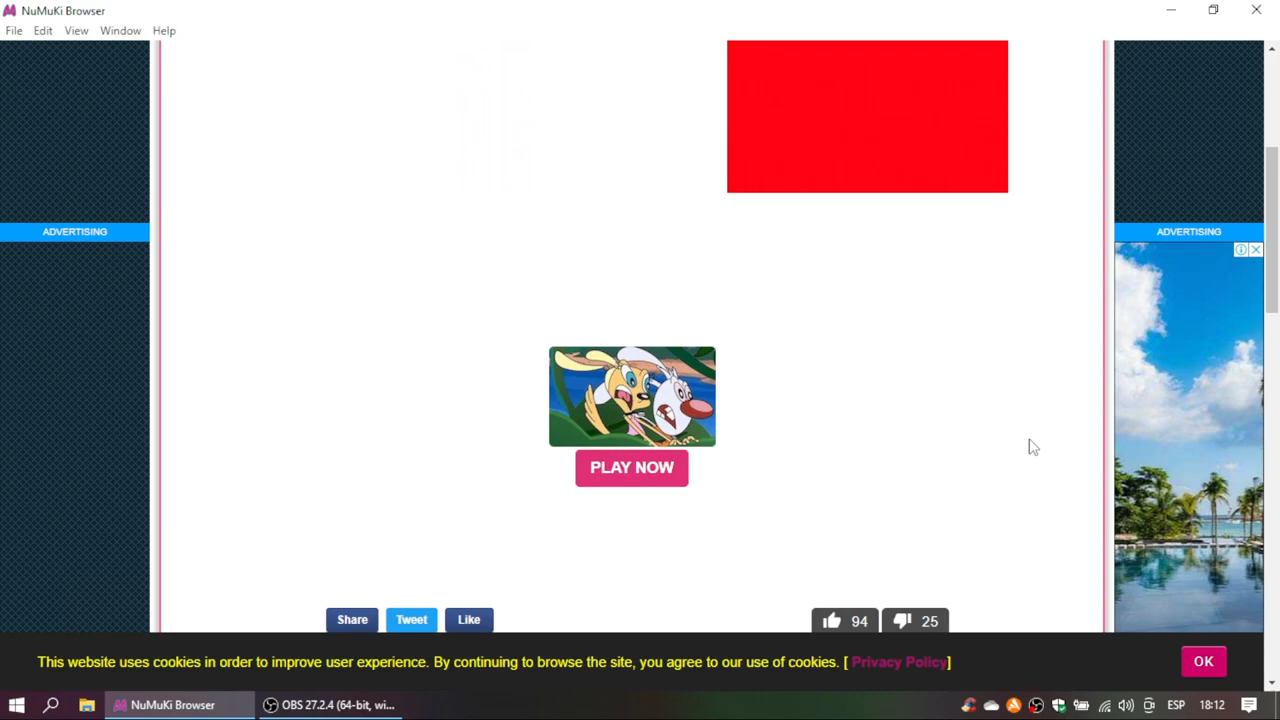 NuMuKi Browser
File Edit View Window Help
ADVERTISING
ADVERTISING
PLAY NOW
Share Tweet Like
94 25
This website uses cookies in order to improve user experience. By continuing to browse the site, you agree to our use of cookies. [ Privacy Policy]
OK
NuMuKi Browser
OBS 27.2.4 (64-bit, wi...
ESP
18:12